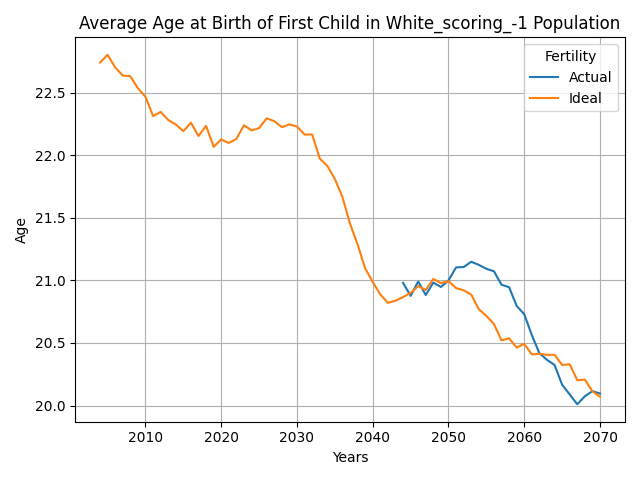 Average Age at Birth of First Child in White_scoring_-1 Population
Fertility
Actual
Ideal
22.5
22.0
21.5
21.0
20.5
20.0
Age
2010
2020
2030
2040
2050
2060
2070
Years